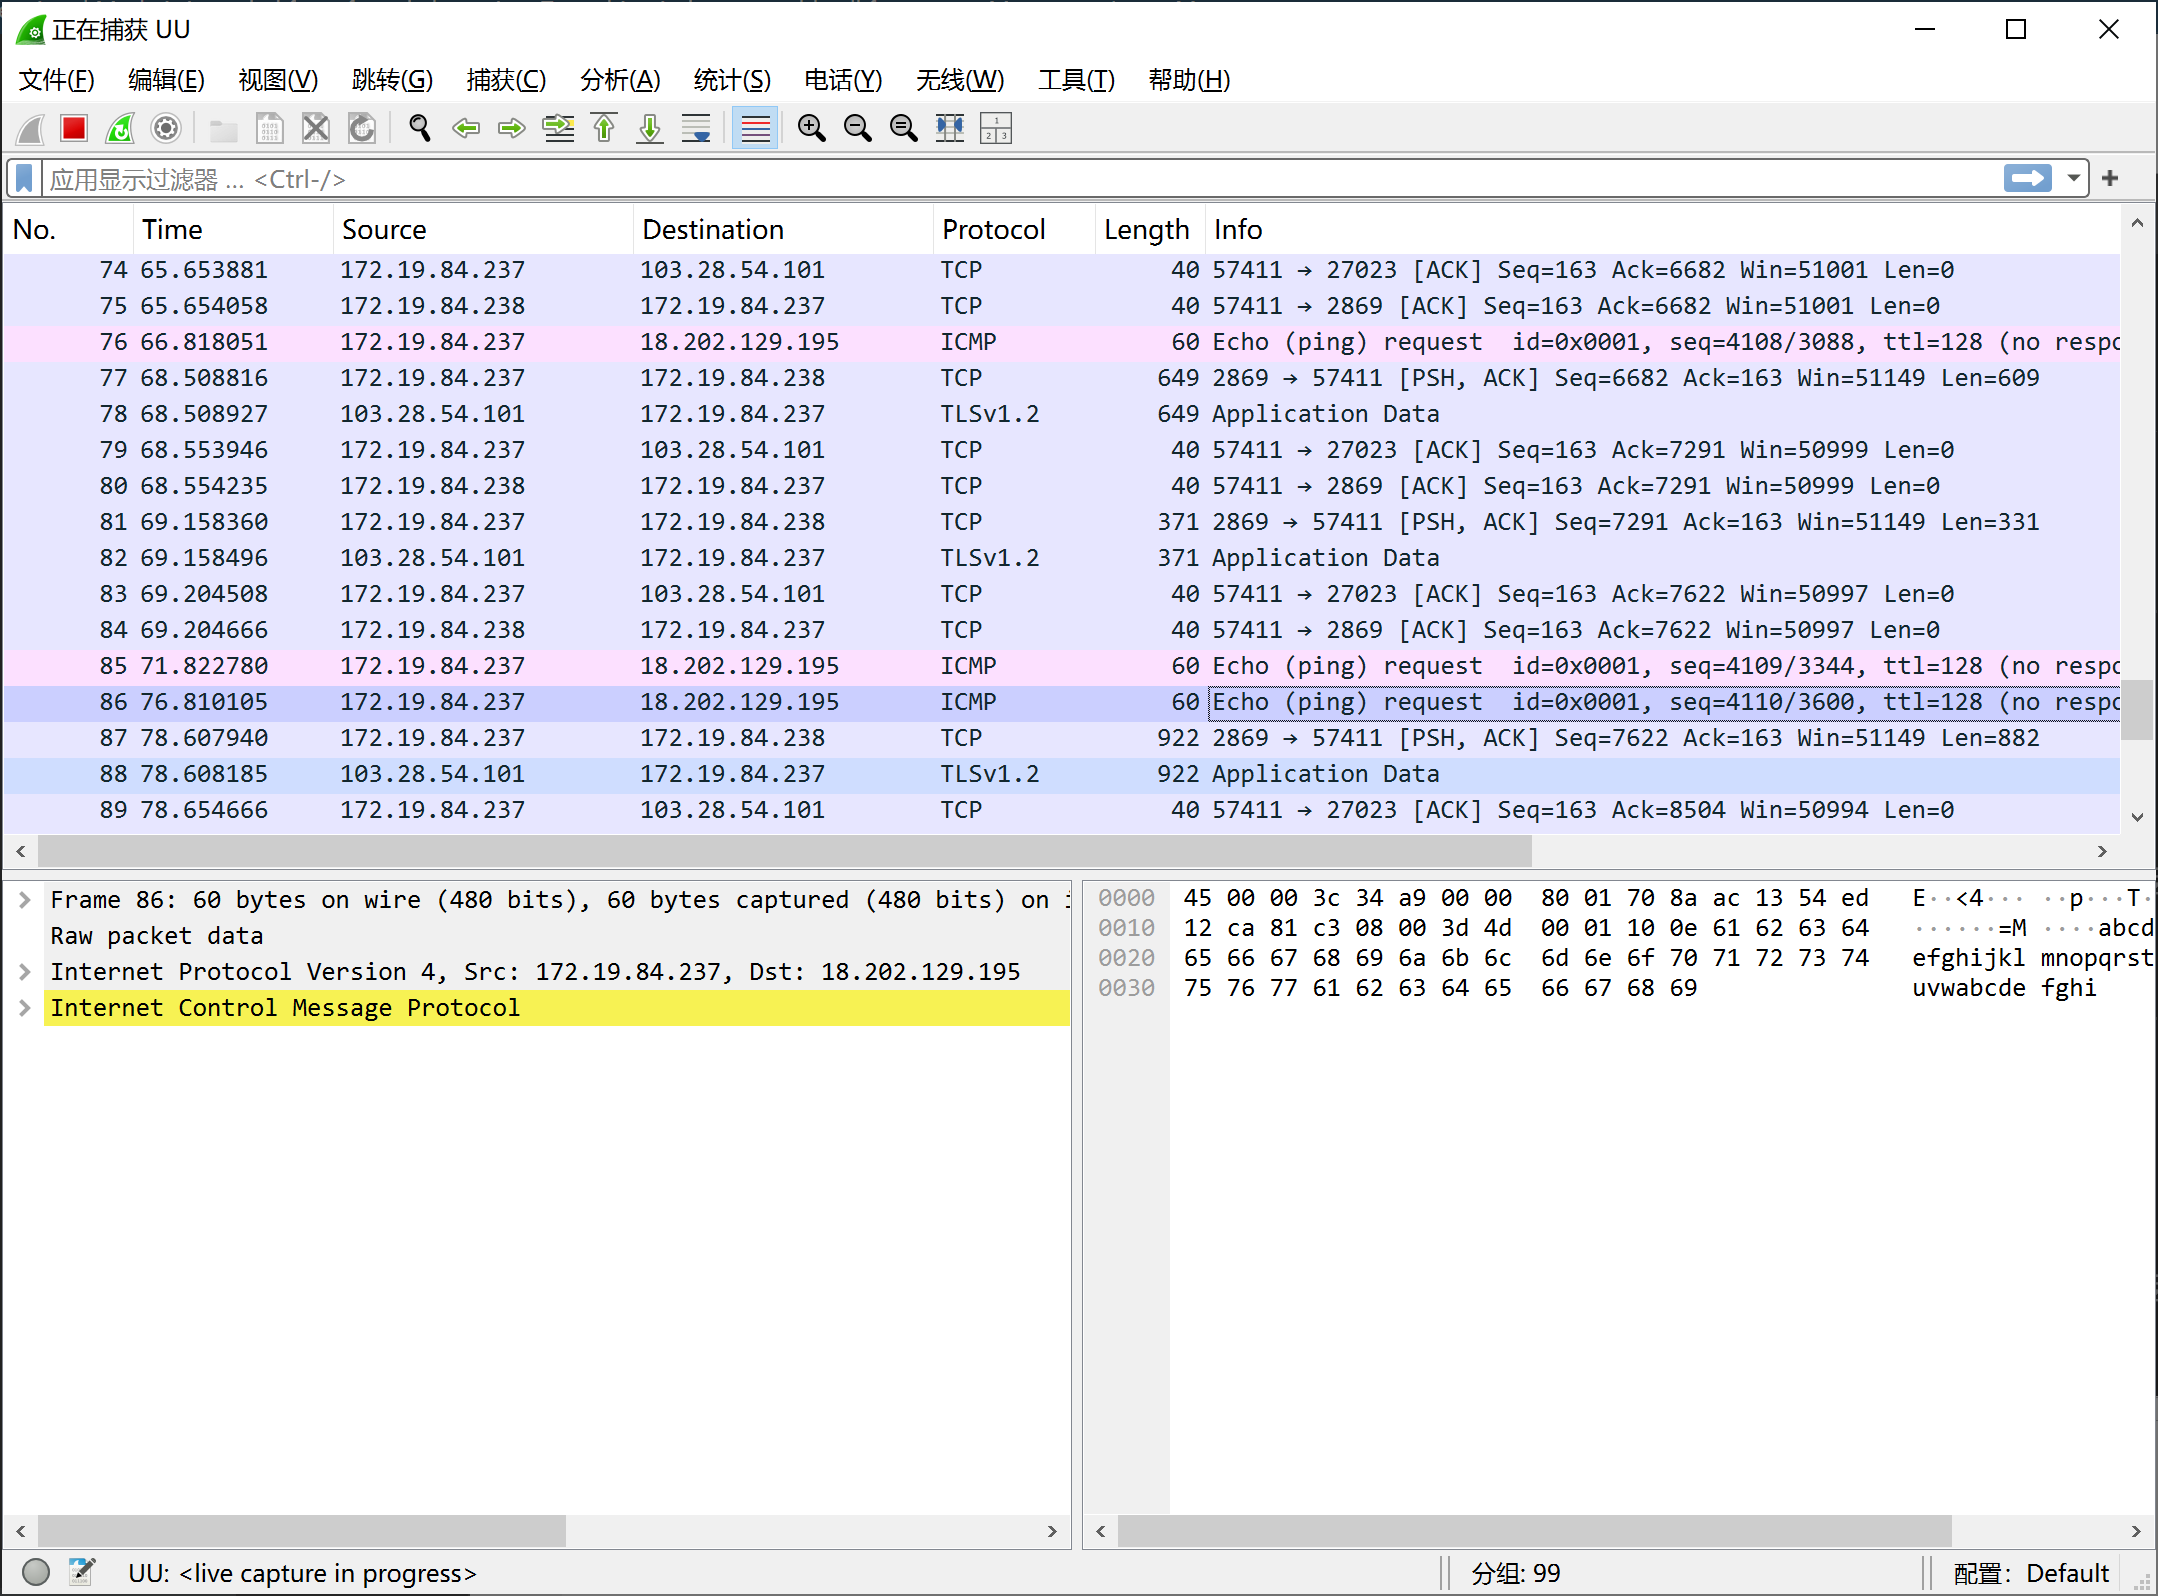 正在捕获 UU
文件(F) 编辑(E) 视图(V) 跳转(G) 捕获(C) 分析(A) 统计(S) 电话(Y) 无线(W) 工具(T) 帮助(H)
应用显示过滤器 … <Ctrl-/>
No. Time Source Destination Protocol Length Info
74 65.653881 172.19.84.237 103.28.54.101 TCP 40 57411 → 27023 [ACK] Seq=163 Ack=6682 Win=51001 Len=0
75 65.654058 172.19.84.238 172.19.84.237 TCP 40 57411 → 2869 [ACK] Seq=163 Ack=6682 Win=51001 Len=0
76 66.818051 172.19.84.237 18.202.129.195 ICMP 60 Echo (ping) request id=0x0001, seq=4108/3088, ttl=128 (no respo
77 68.508816 172.19.84.237 172.19.84.238 TCP 649 2869 → 57411 [PSH, ACK] Seq=6682 Ack=163 Win=51149 Len=609
78 68.508927 103.28.54.101 172.19.84.237 TLSv1.2 649 Application Data
79 68.553946 172.19.84.237 103.28.54.101 TCP 40 57411 → 27023 [ACK] Seq=163 Ack=7291 Win=50999 Len=0
80 68.554235 172.19.84.238 172.19.84.237 TCP 40 57411 → 2869 [ACK] Seq=163 Ack=7291 Win=50999 Len=0
81 69.158360 172.19.84.237 172.19.84.238 TCP 371 2869 → 57411 [PSH, ACK] Seq=7291 Ack=163 Win=51149 Len=331
82 69.158496 103.28.54.101 172.19.84.237 TLSv1.2 371 Application Data
83 69.204508 172.19.84.237 103.28.54.101 TCP 40 57411 → 27023 [ACK] Seq=163 Ack=7622 Win=50997 Len=0
84 69.204666 172.19.84.238 172.19.84.237 TCP 40 57411 → 2869 [ACK] Seq=163 Ack=7622 Win=50997 Len=0
85 71.822780 172.19.84.237 18.202.129.195 ICMP 60 Echo (ping) request id=0x0001, seq=4109/3344, ttl=128 (no respo
86 76.810105 172.19.84.237 18.202.129.195 ICMP 60 Echo (ping) request id=0x0001, seq=4110/3600, ttl=128 (no respo
87 78.607940 172.19.84.237 172.19.84.238 TCP 922 2869 → 57411 [PSH, ACK] Seq=7622 Ack=163 Win=51149 Len=882
88 78.608185 103.28.54.101 172.19.84.237 TLSv1.2 922 Application Data
89 78.654666 172.19.84.237 103.28.54.101 TCP 40 57411 → 27023 [ACK] Seq=163 Ack=8504 Win=50994 Len=0
Frame 86: 60 bytes on wire (480 bits), 60 bytes captured (480 bits) on i
Raw packet data
Internet Protocol Version 4, Src: 172.19.84.237, Dst: 18.202.129.195
Internet Control Message Protocol
0000 45 00 00 3c 34 a9 00 00 80 01 70 8a ac 13 54 ed E··<4··· ··p···T·
0010 12 ca 81 c3 08 00 3d 4d 00 01 10 0e 61 62 63 64 ······=M ····abcd
0020 65 66 67 68 69 6a 6b 6c 6d 6e 6f 70 71 72 73 74 efghijkl mnopqrst
0030 75 76 77 61 62 63 64 65 66 67 68 69 uvwabcde fghi
UU: <live capture in progress> 分组: 99 配置: Default